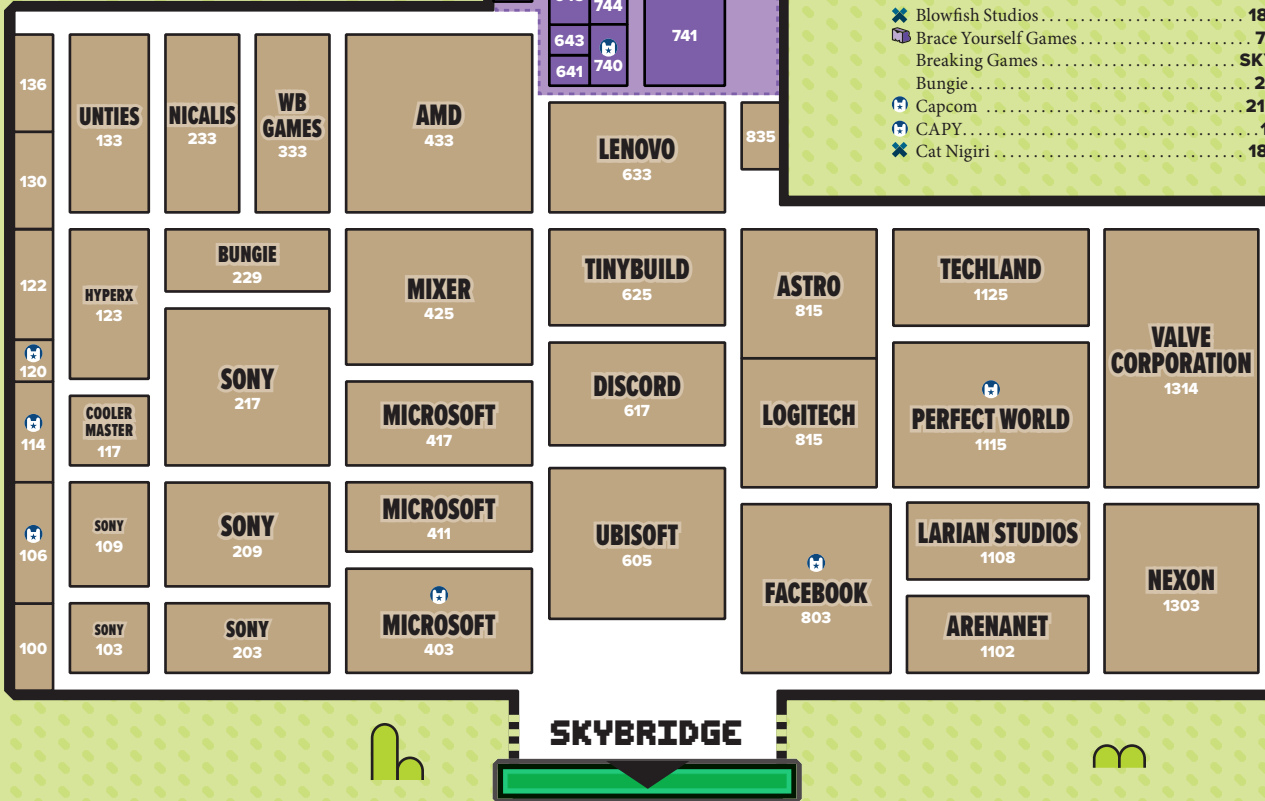 744
643
740
641
741
Blowfish Studios
Brace Yourself Games
Breaking Games
Bungie
Capcom
CAPY
Cat Nigiri
136
130
122
120
114
106
100
UNTIES
133
NICALIS
233
WB
GAMES
333
AMD
433
LENOVO
633
835
HYPERX
123
BUNGIE
229
MIXER
425
TINYBUILD
625
ASTRO
815
TECHLAND
1125
VALVE
CORPORATION
1314
SONY
217
COOLER
MASTER
117
MICROSOFT
417
DISCORD
617
LOGITECH
815
PERFECT WORLD
1115
SONY
109
SONY
209
MICROSOFT
411
UBISOFT
605
FACEBOOK
803
LARIAN STUDIOS
1108
NEXON
1303
SONY
103
SONY
203
MICROSOFT
403
ARENANET
1102
SKYBRIDGE